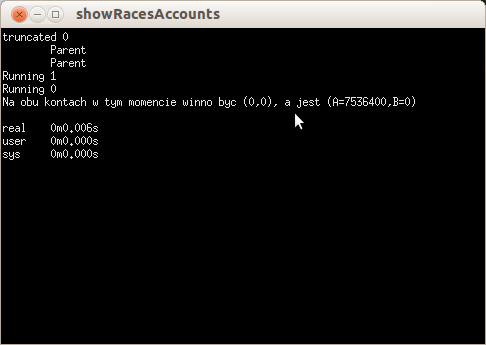 showRacesAccounts
truncated 0
Parent
Parent
Running 1
Running 0
Na obu kontach w tym momencie winno byc (0,0), a jest (A=7536400,B=0)
real 0m0.006s
user 0m0.000s
sys 0m0.000s